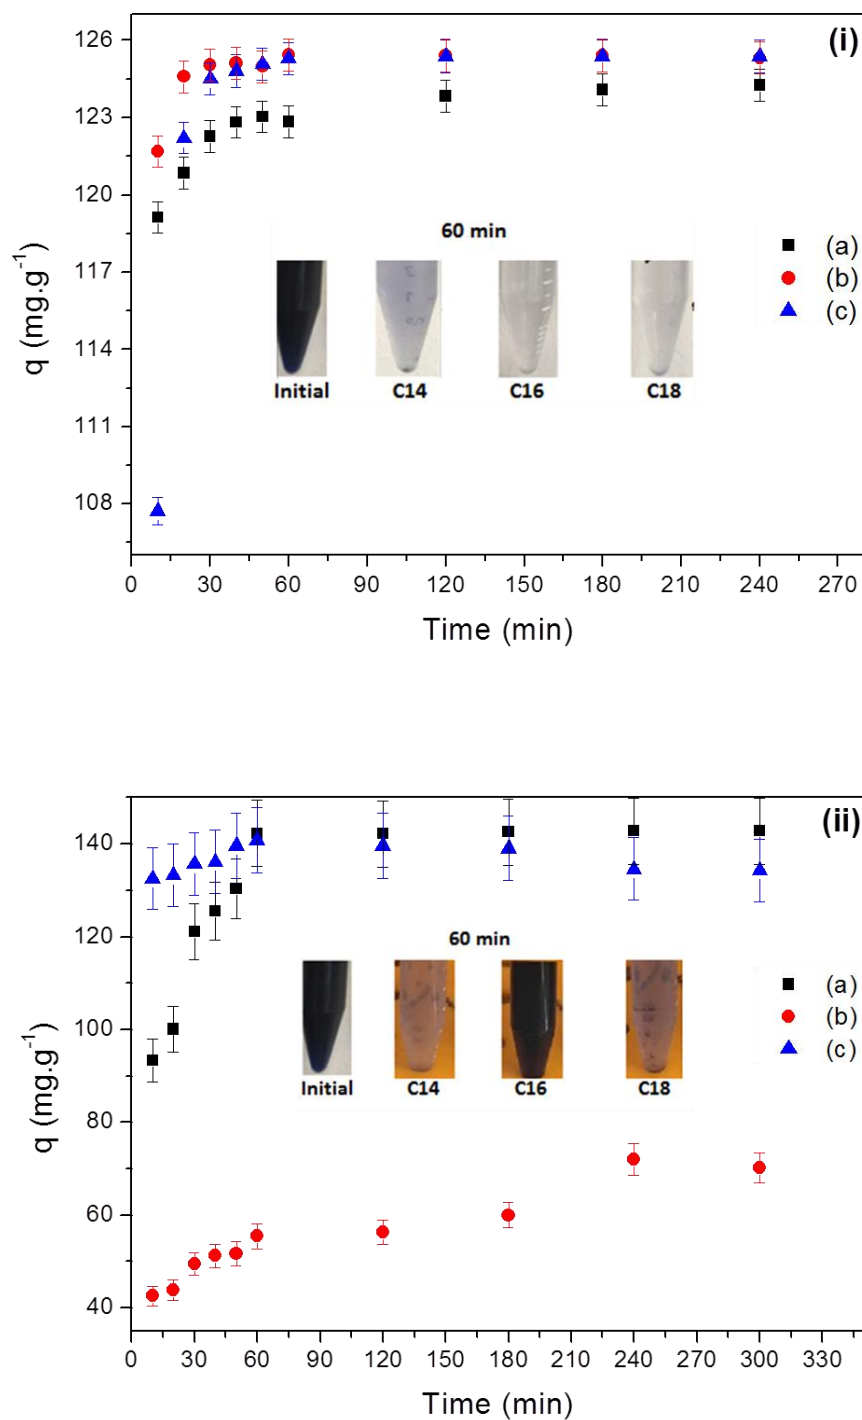 (i)
126
123
120
117
114
111
108
q (mg.g⁻¹)
60 min
Initial C14 C16 C18
(a)
(b)
(c)
0 30 60 90 120 150 180 210 240 270
Time (min)
(ii)
140
120
100
80
60
40
q (mg.g⁻¹)
60 min
Initial C14 C16 C18
(a)
(b)
(c)
0 30 60 90 120 150 180 210 240 270 300 330
Time (min)